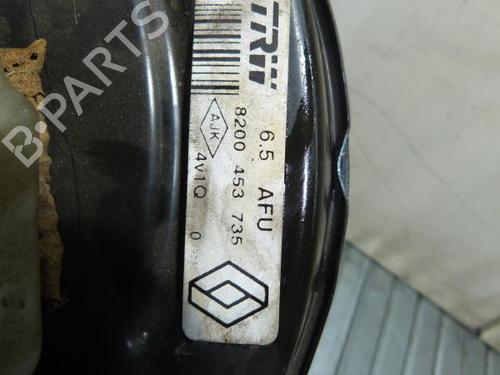 TRW
6.5 AFU
8200 453 735
AJK
4V1Q 0
B-PARTS